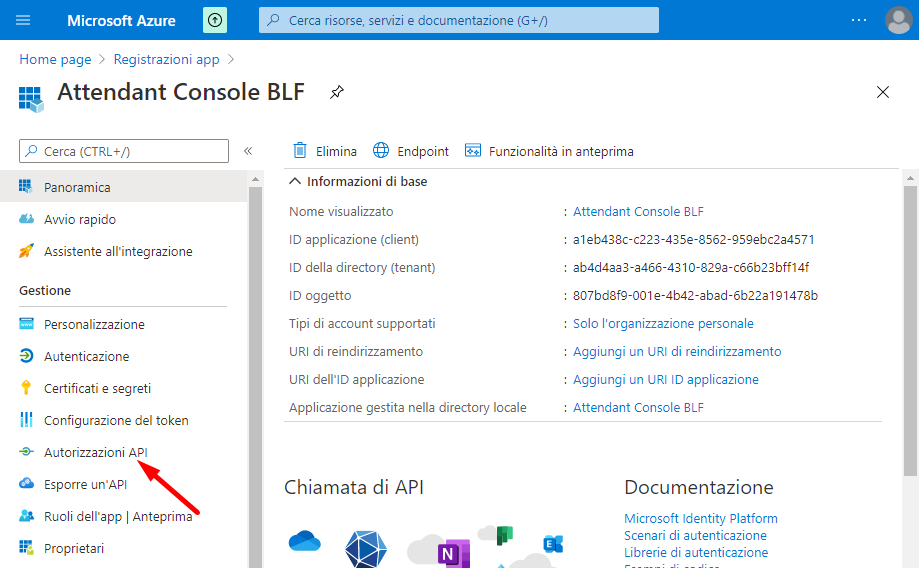 Microsoft Azure
Cerca risorse, servizi e documentazione (G+/)
Home page > Registrazioni app >
Attendant Console BLF
Cerca (CTRL+/)
Elimina
Endpoint
Funzionalità in anteprima
Panoramica
Avvio rapido
Assistente all'integrazione
Gestione
Personalizzazione
Autenticazione
Certificati e segreti
Configurazione del token
Autorizzazioni API
Esporre un'API
Ruoli dell'app | Anteprima
Proprietari
Informazioni di base
Nome visualizzato : Attendant Console BLF
ID applicazione (client) : a1eb438c-c223-435e-8562-959ebc2a4571
ID della directory (tenant) : ab4d4aa3-a466-4310-829a-c66b23bff14f
ID oggetto : 807bd8f9-001e-4b42-abad-6b22a191478b
Tipi di account supportati : Solo l'organizzazione personale
URI di reindirizzamento : Aggiungi un URI di reindirizzamento
URI dell'ID applicazione : Aggiungi un URI ID applicazione
Applicazione gestita nella directory locale : Attendant Console BLF
Chiamata di API
N
E
Documentazione
Microsoft Identity Platform
Scenari di autenticazione
Librerie di autenticazione